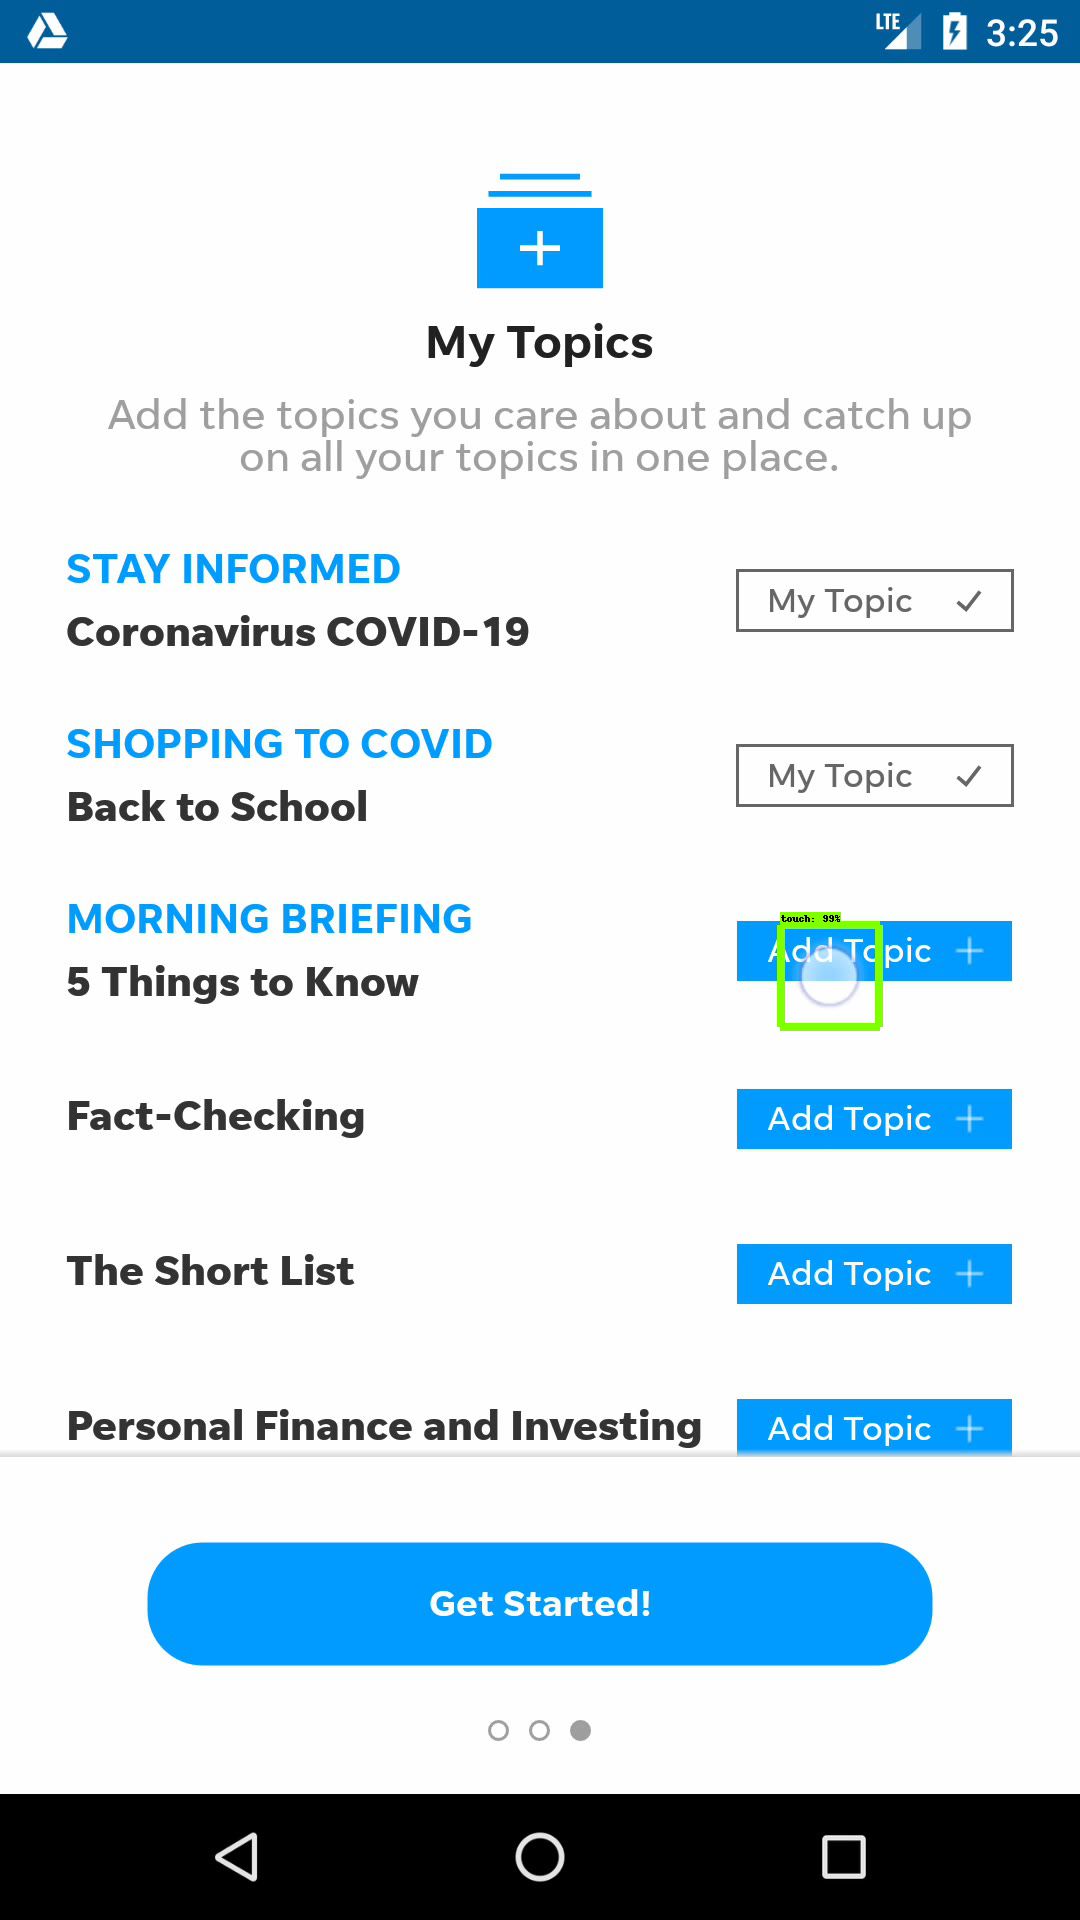 LTE 3:25
My Topics
Add the topics you care about and catch up
on all your topics in one place.
STAY INFORMED
Coronavirus COVID-19
My Topic
SHOPPING TO COVID
Back to School
My Topic
MORNING BRIEFING
5 Things to Know
touch: 99%
Add Topic
Fact-Checking
Add Topic
The Short List
Add Topic
Personal Finance and Investing
Add Topic
Get Started!